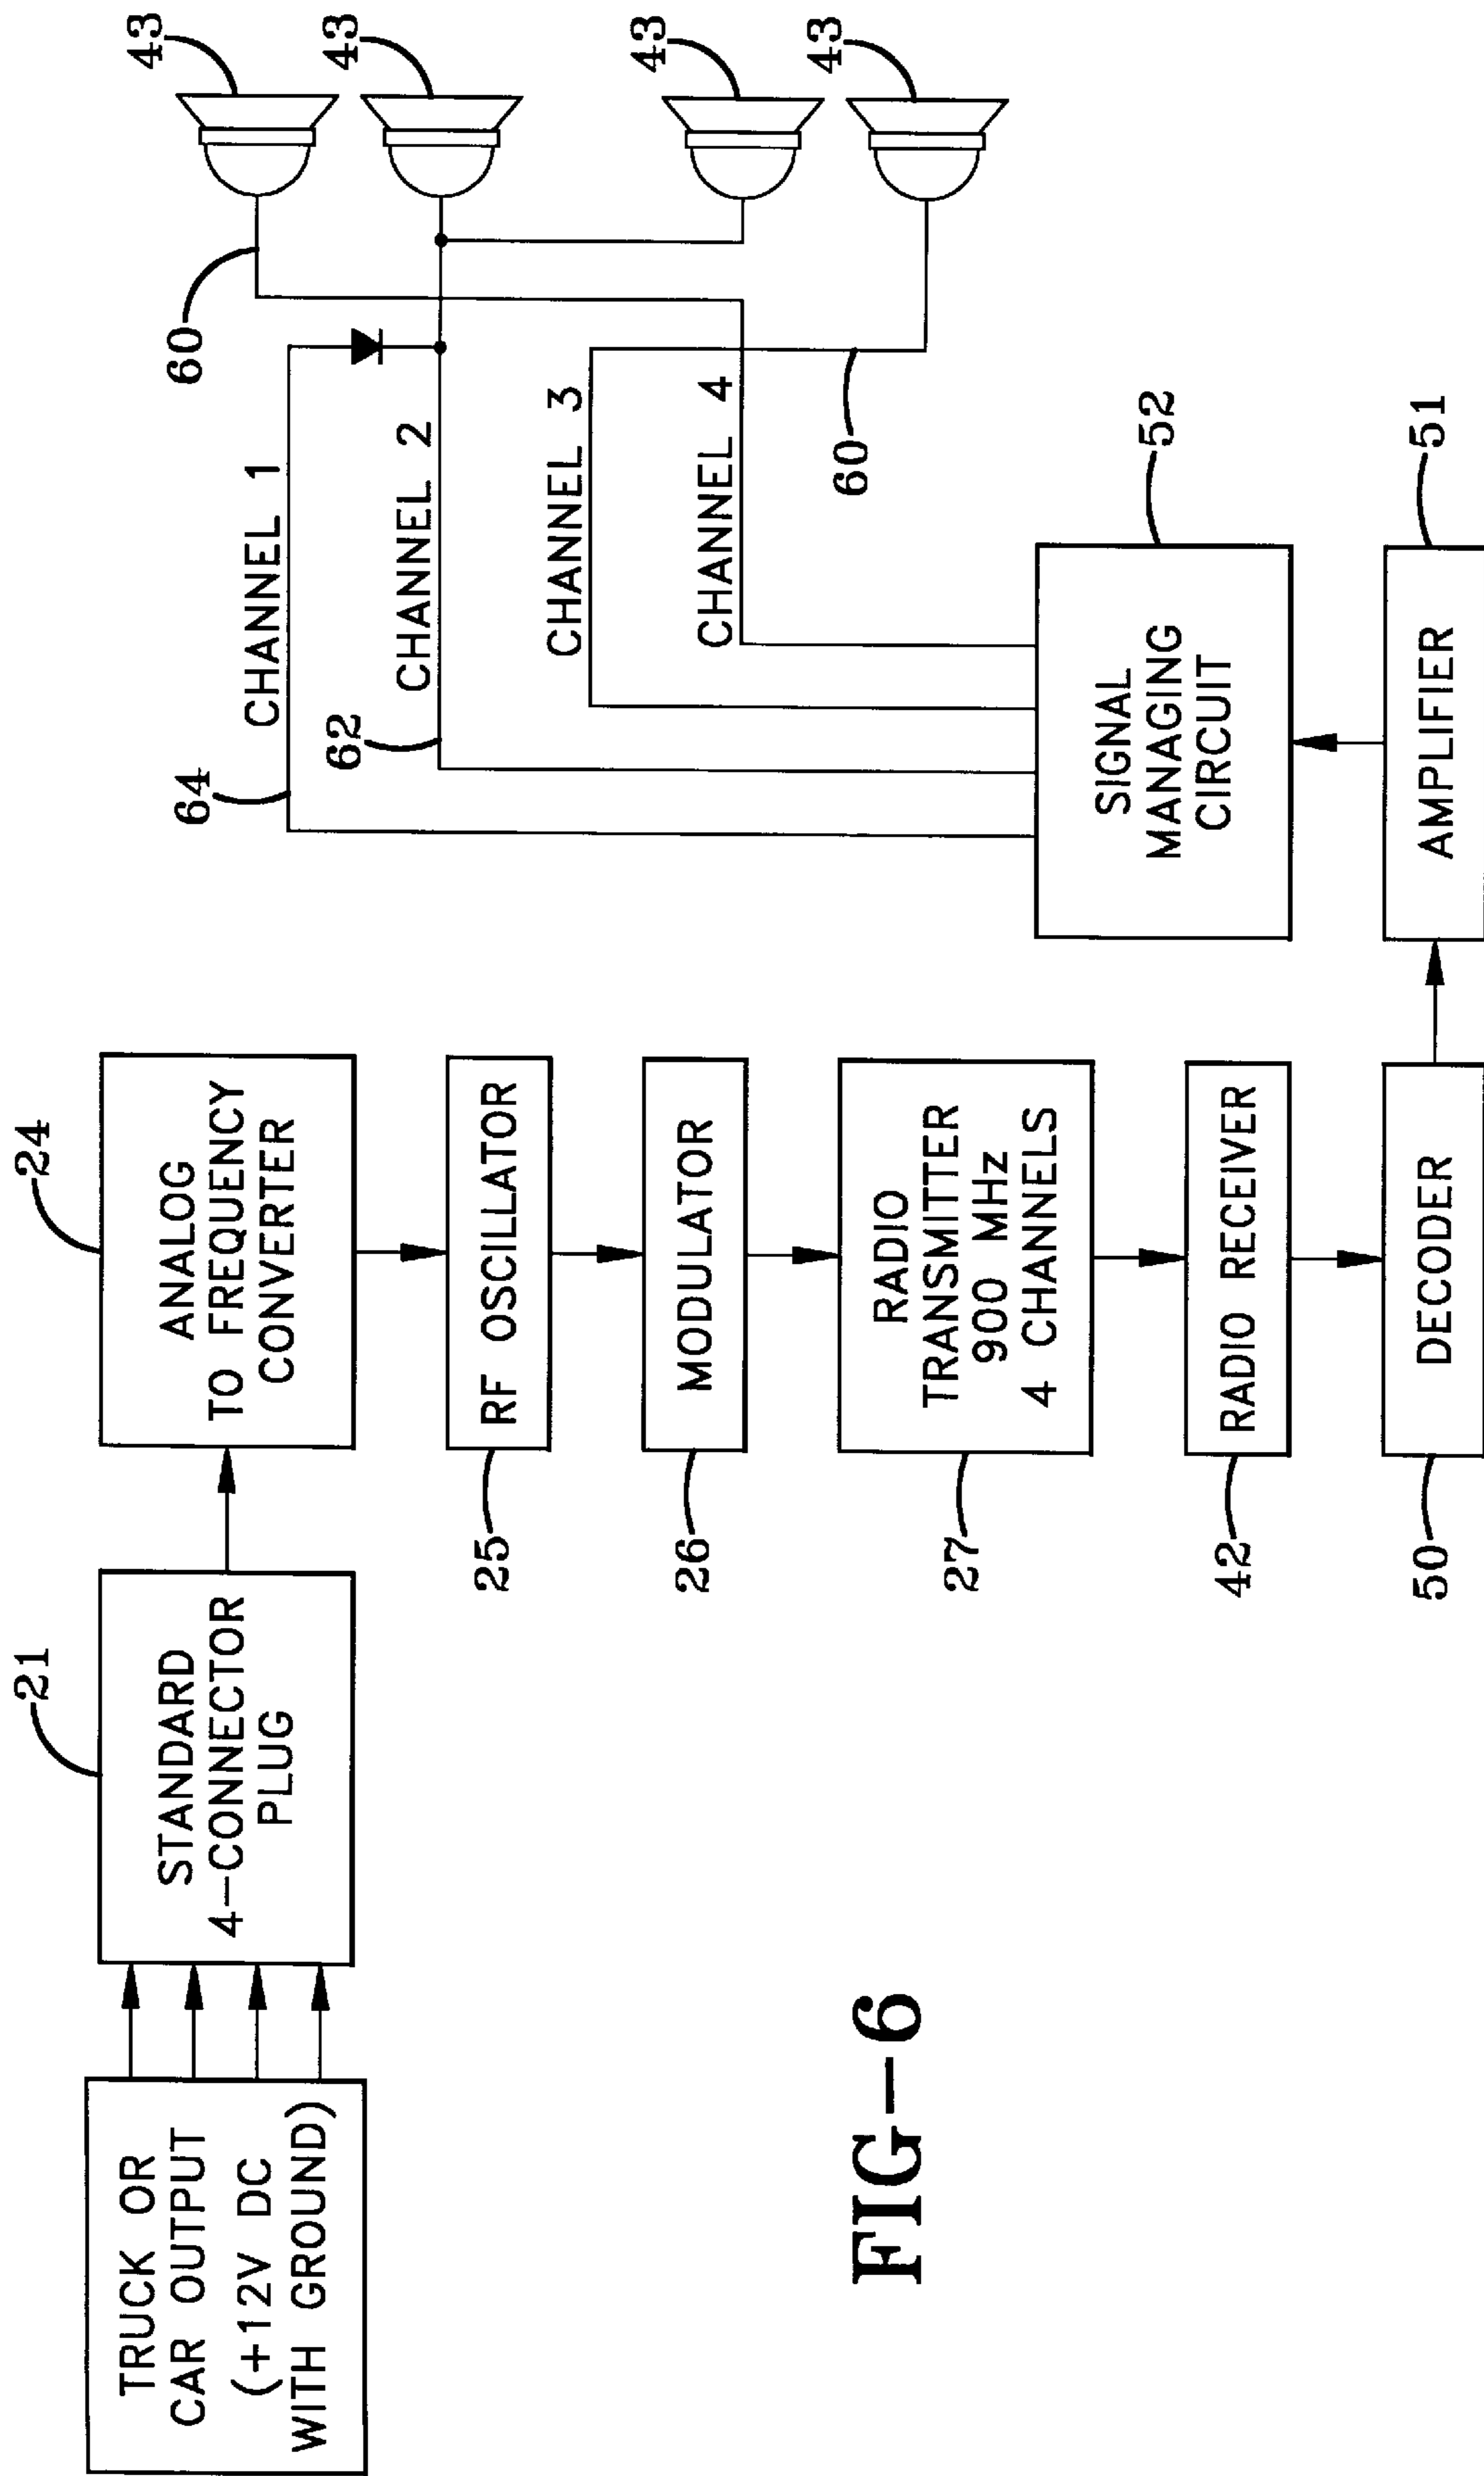 TRUCK OR
CAR OUTPUT
(+12V DC
WITH GROUND)
21
STANDARD
4-CONNECTOR
PLUG
24
ANALOG
TO FREQUENCY
CONVERTER
25
RF OSCILLATOR
26
MODULATOR
27
RADIO
TRANSMITTER
900 MHz
4 CHANNELS
42
RADIO RECEIVER
50
DECODER
51
AMPLIFIER
52
SIGNAL
MANAGING
CIRCUIT
64
CHANNEL 1
62
CHANNEL 2
CHANNEL 3
CHANNEL 4
60
60
43
43
43
43
FIG-6